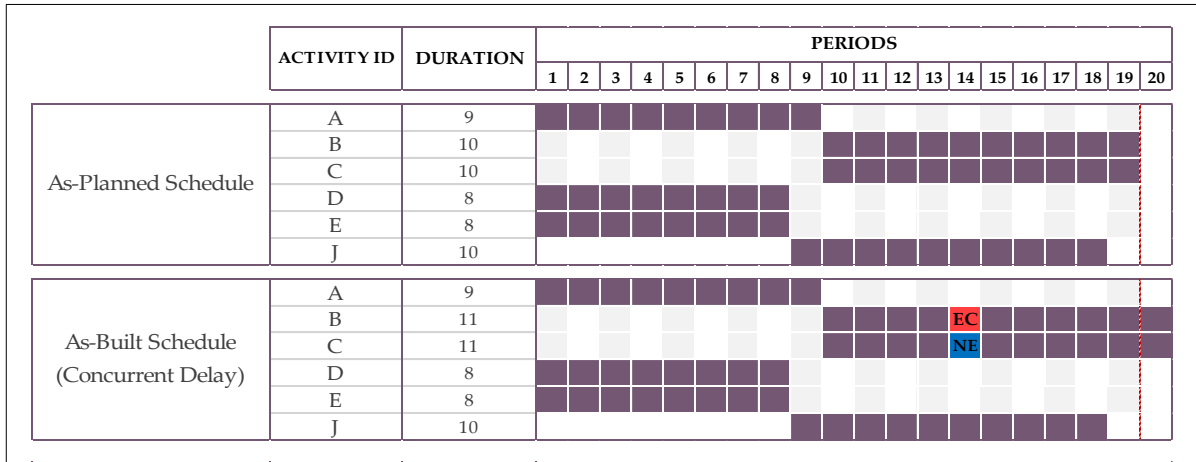 PERIODS
ACTIVITY ID DURATION
1 2 3 4 5 6 7 8 9 10 11 12 13 14 15 16 17 18 19 20
As-Planned Schedule
A 9
B 10
C 10
D 8
E 8
J 10
As-Built Schedule
(Concurrent Delay)
A 9
B 11 EC
C 11 NE
D 8
E 8
J 10